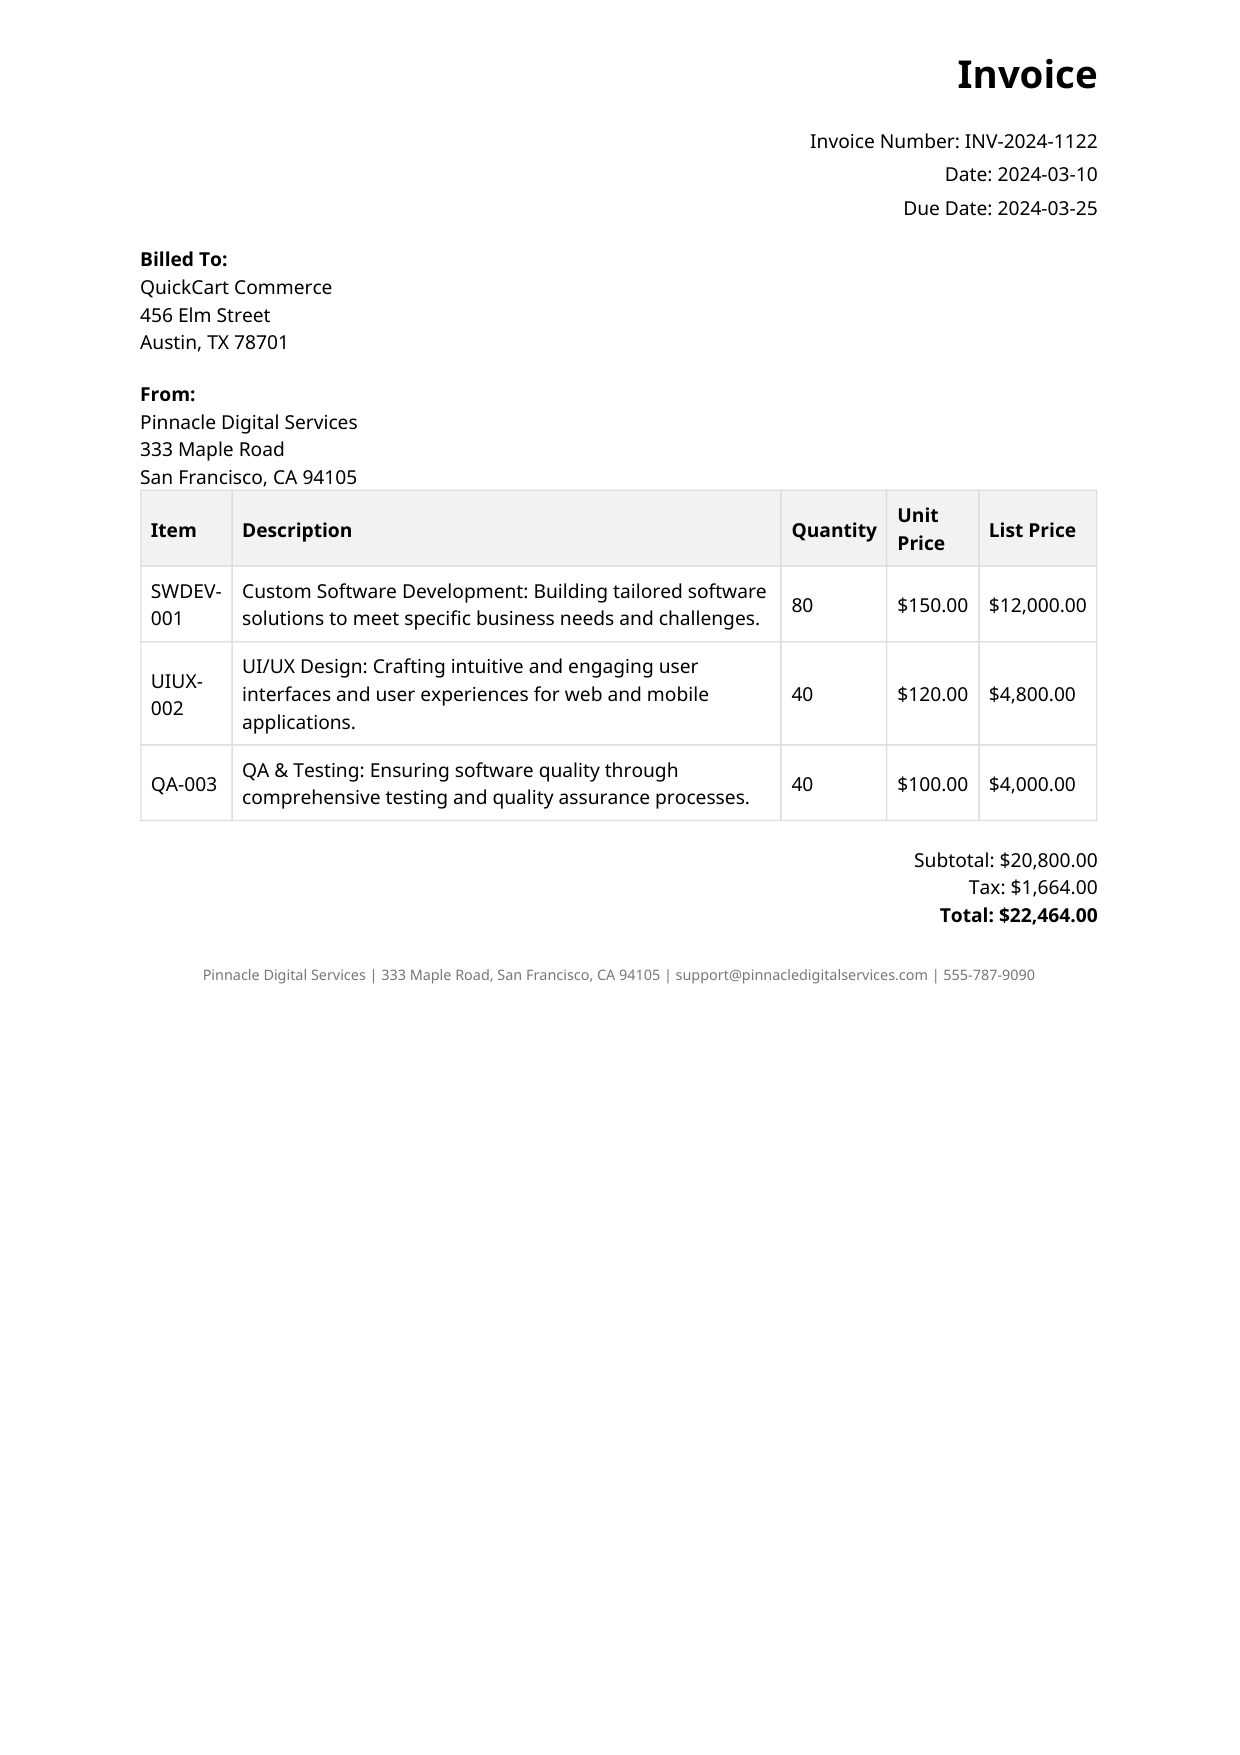 Invoice
Invoice Number: INV-2024-1122
Date: 2024-03-10
Due Date: 2024-03-25
Billed To:
QuickCart Commerce
456 Elm Street
Austin, TX 78701
From:
Pinnacle Digital Services
333 Maple Road
San Francisco, CA 94105
Item Description Quantity Unit Price List Price
SWDEV-001 Custom Software Development: Building tailored software
solutions to meet specific business needs and challenges. 80 $150.00 $12,000.00
UIUX-002 UI/UX Design: Crafting intuitive and engaging user
interfaces and user experiences for web and mobile
applications. 40 $120.00 $4,800.00
QA-003 QA & Testing: Ensuring software quality through
comprehensive testing and quality assurance processes. 40 $100.00 $4,000.00
Subtotal: $20,800.00
Tax: $1,664.00
Total: $22,464.00
Pinnacle Digital Services | 333 Maple Road, San Francisco, CA 94105 | support@pinnacledigitalservices.com | 555-787-9090